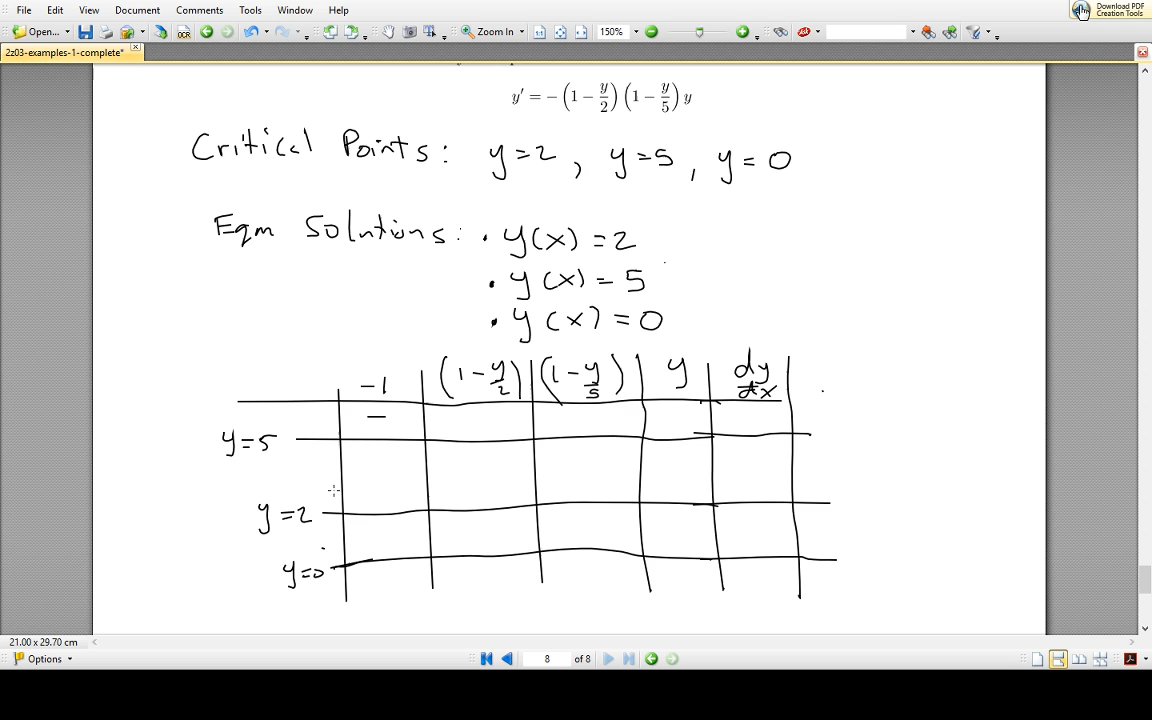 File Edit View Document Comments Tools Window Help
Download PDF Creation Tools
Open... OCR Zoom In 150%
2z03-examples-1-complete*
y' = -(1 - y/2)(1 - y/5) y
Critical Points: y=2, y=5, y=0
Eqm Solutions: • y(x) = 2
• y(x) = 5
• y(x) = 0
-1 (1 - y/2) (1 - y/5) y dy/dx
−
y=5
y=2
y=0
21.00 x 29.70 cm
Options 8 of 8